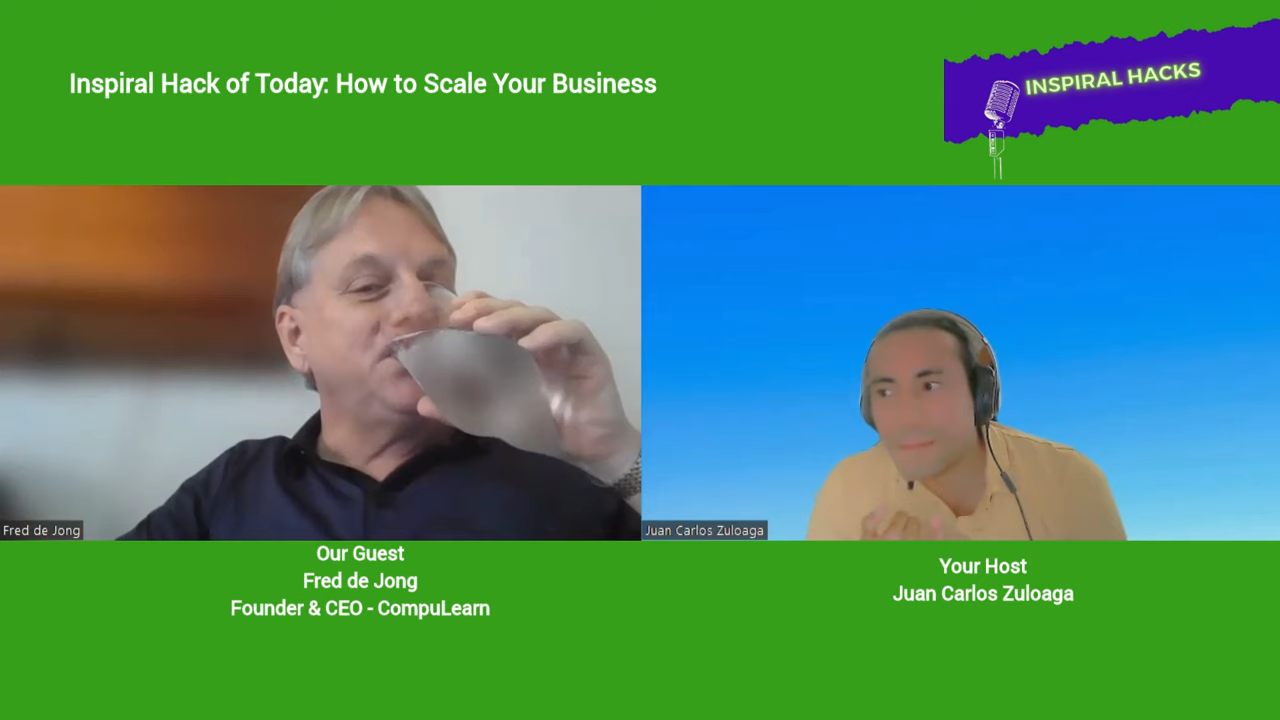 Inspiral Hack of Today: How to Scale Your Business
INSPIRAL HACKS
Fred de Jong
Juan Carlos Zuloaga
Our Guest
Fred de Jong
Founder & CEO - CompuLearn
Your Host
Juan Carlos Zuloaga